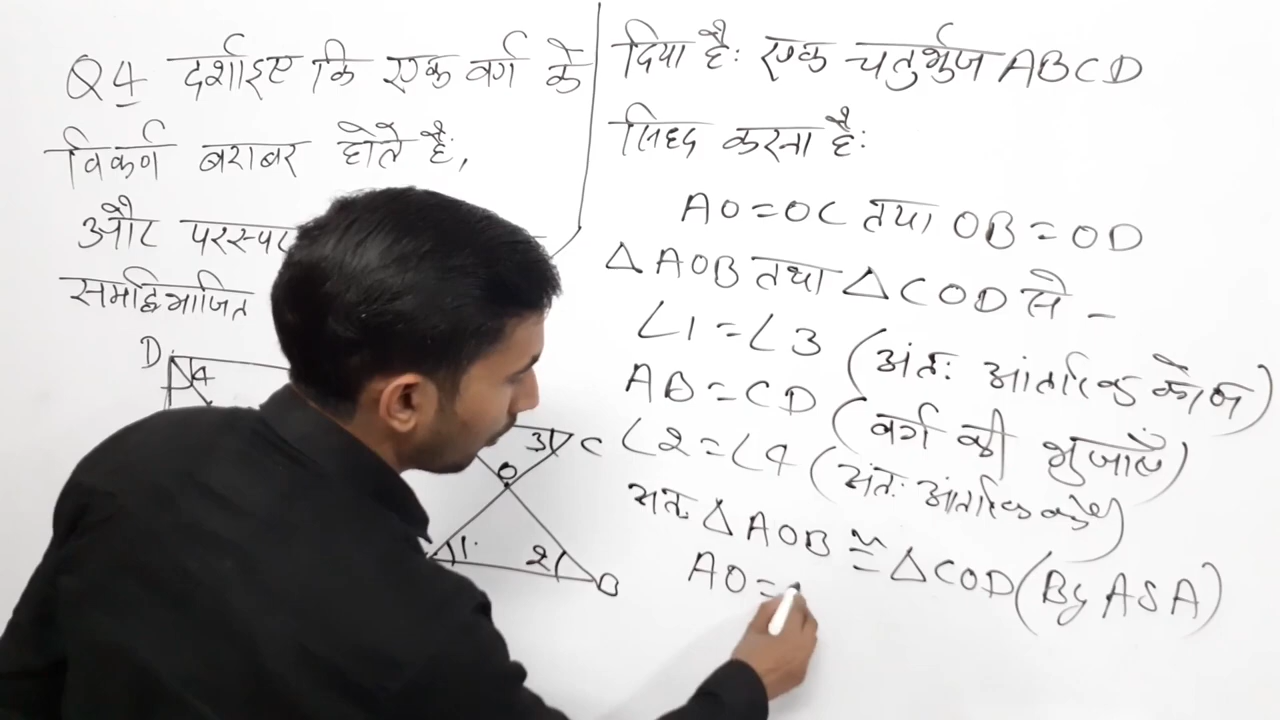 Q4 दर्शाइए कि एक वर्ग के
विकर्ण बराबर होते हैं,
और परस्पर
समद्विभाजित
D
4
3
C
O
1
2
B
दिया है: एक चतुर्भुज ABCD
सिध्द करना है:
AO=OC तथा OB=OD
△AOB तथा △COD से -
∠1=∠3 (अंत: आंतरिक कोण)
AB=CD (वर्ग की भुजाएँ)
∠2=∠4 (अंत: आंतरिक कोण)
अतः △AOB ≅ △COD (By ASA)
AO=